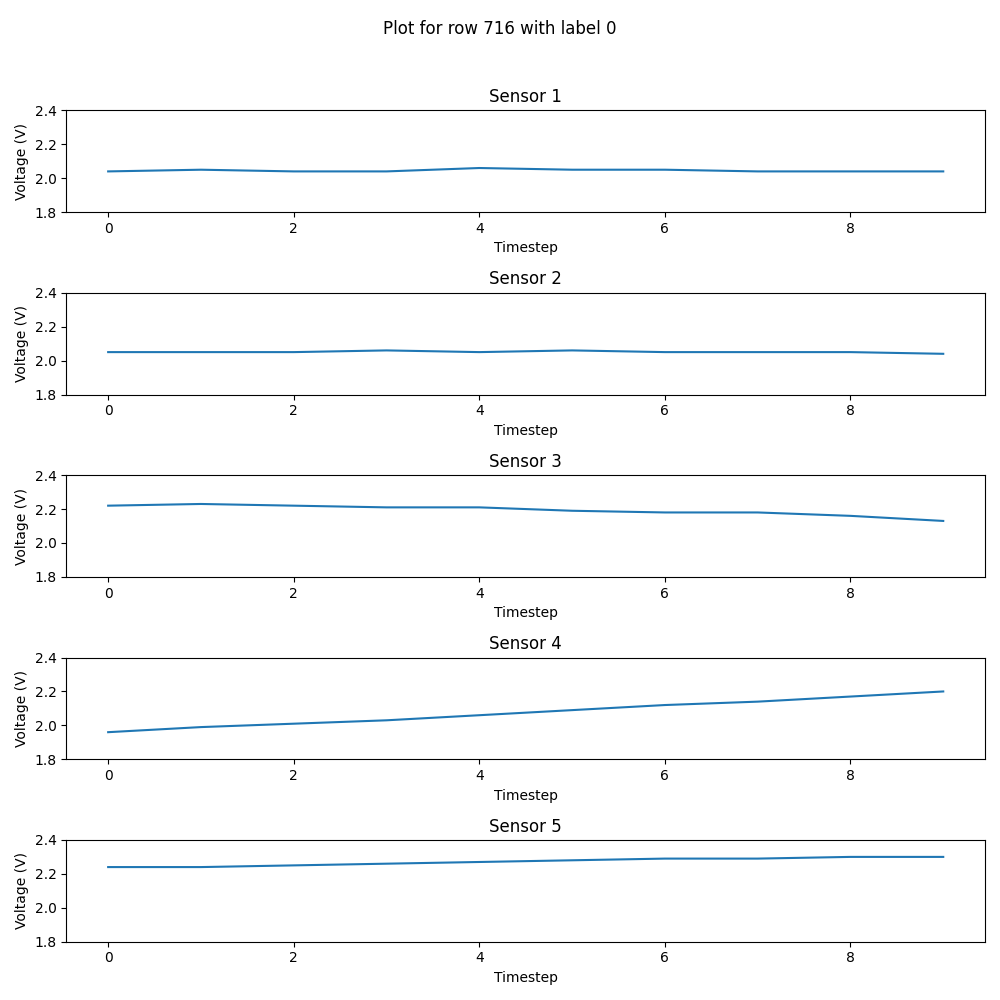 Plot for row 716 with label 0
Sensor 1
2.4
2.2
2.0
1.8
Voltage (V)
0 2 4 6 8
Timestep
Sensor 2
2.4
2.2
2.0
1.8
Voltage (V)
0 2 4 6 8
Timestep
Sensor 3
2.4
2.2
2.0
1.8
Voltage (V)
0 2 4 6 8
Timestep
Sensor 4
2.4
2.2
2.0
1.8
Voltage (V)
0 2 4 6 8
Timestep
Sensor 5
2.4
2.2
2.0
1.8
Voltage (V)
0 2 4 6 8
Timestep